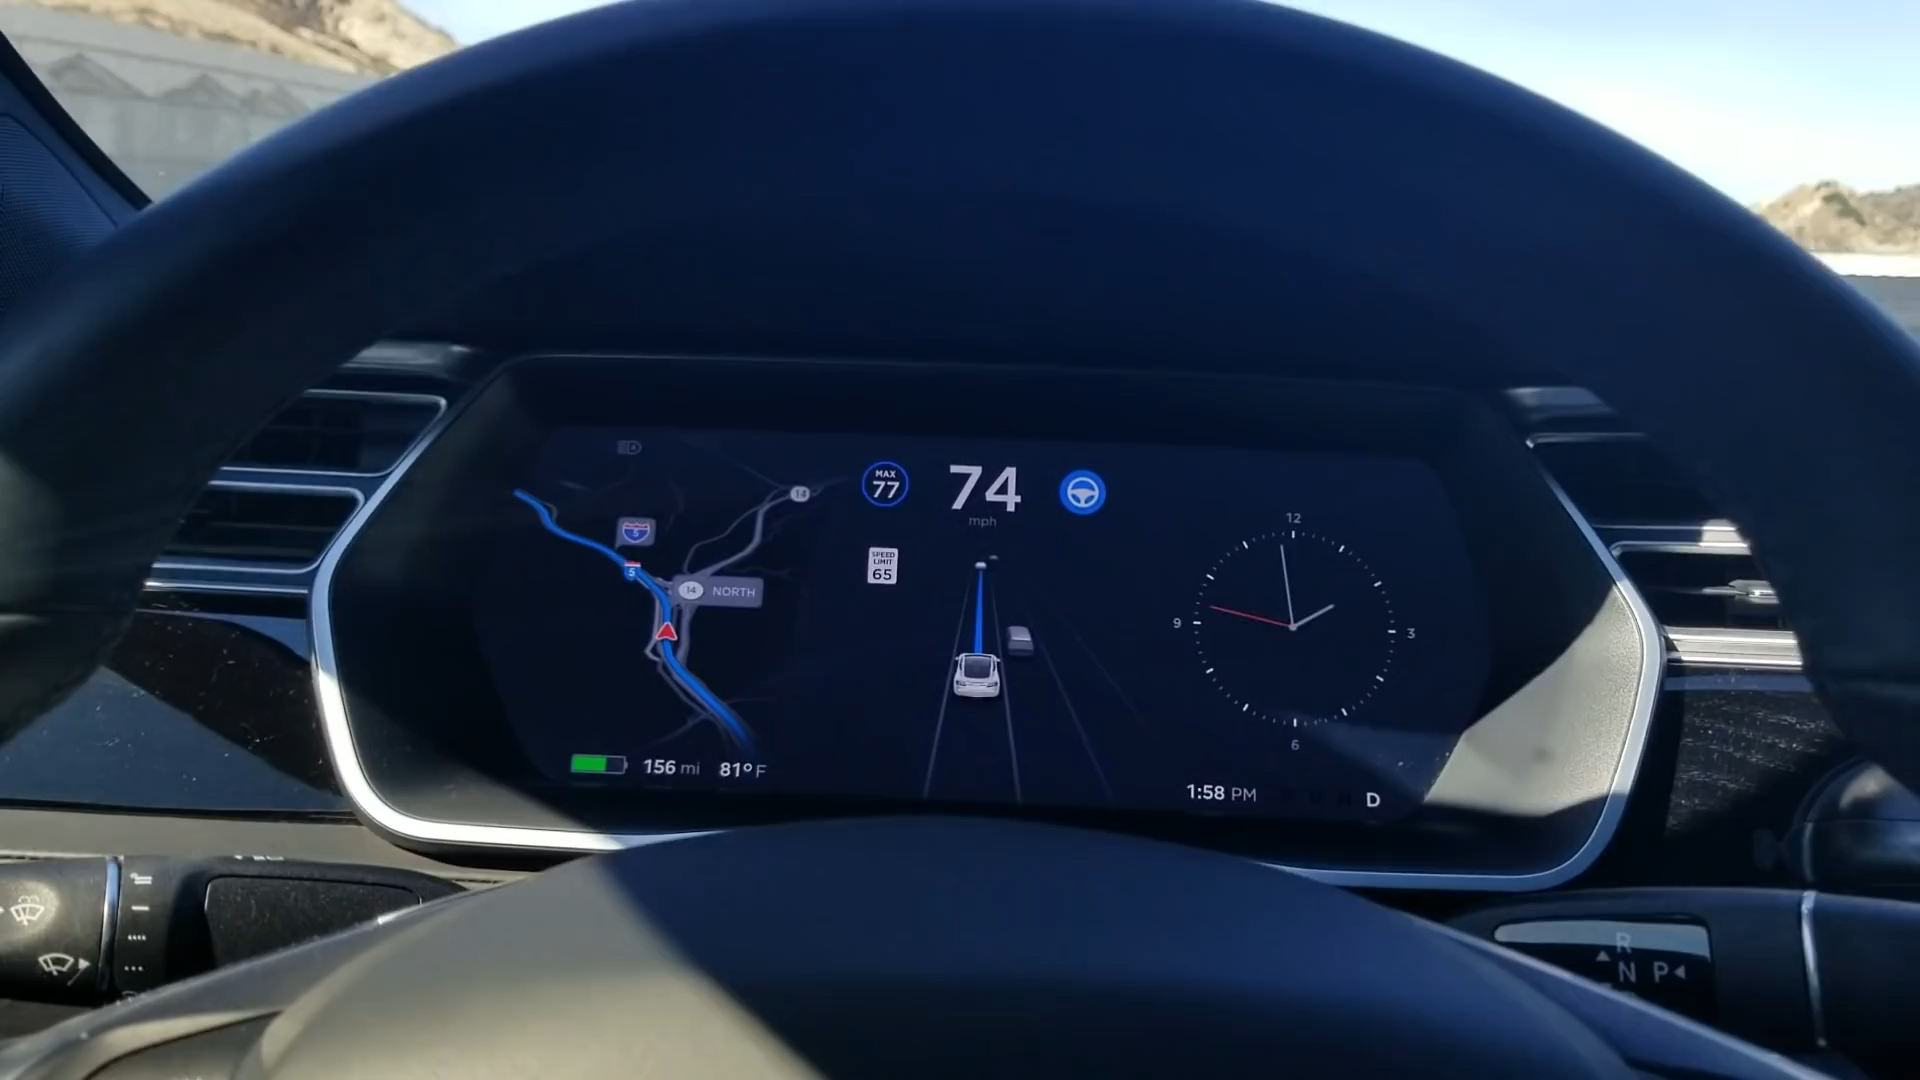 14
5
5
14 NORTH
156 mi 81°F
MAX
77
74
mph
SPEED
LIMIT
65
12
9
3
6
1:58 PM
D
R
N P